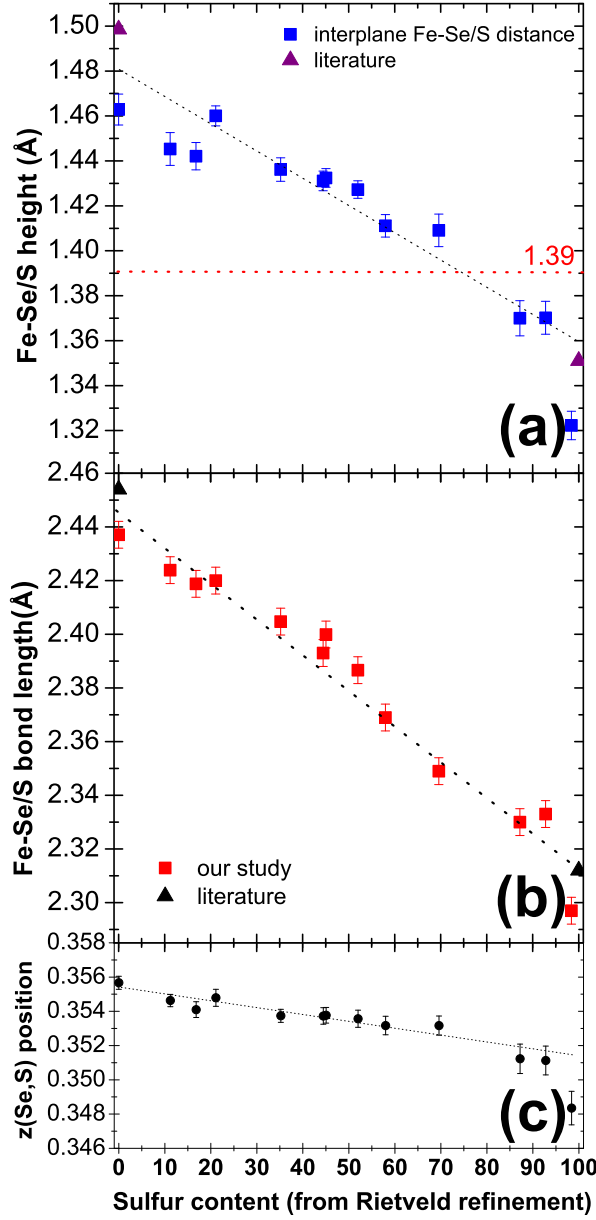 1.50
interplane Fe-Se/S distance
literature
1.48
1.46
1.44
1.42
1.40
1.39
1.38
1.36
1.34
1.32
Fe-Se/S height (Å)
(a)
2.46
2.44
2.42
2.40
2.38
2.36
2.34
2.32
2.31
2.30
Fe-Se/S bond length(Å)
our study
literature
(b)
0.358
0.356
0.354
0.352
0.350
0.348
0.346
z(Se,S) position
(c)
0 10 20 30 40 50 60 70 80 90 100
Sulfur content (from Rietveld refinement)